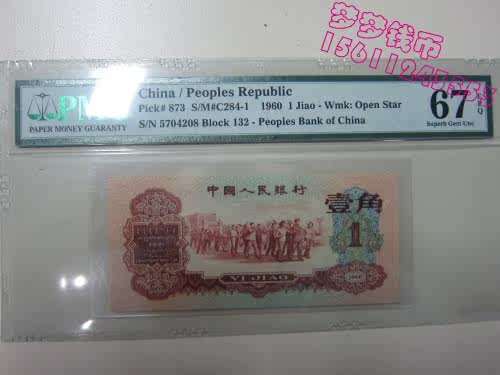 梦梦钱币
15611243553
PMG
PAPER MONEY GUARANTY
China / Peoples Republic
Pick# 873 S/M#C284-1 1960 1 Jiao - Wmk: Open Star
S/N 5704208 Block 132 - Peoples Bank of China
67 EPQ
Superb Gem Unc
中國人民銀行
壹角
1
YI JIAO
1960